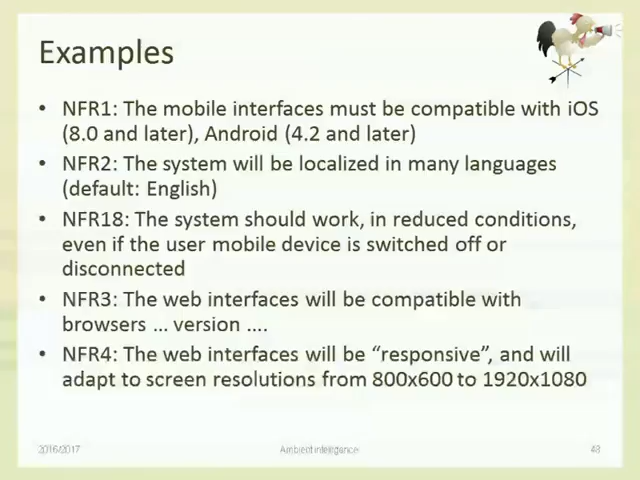 Examples
• NFR1: The mobile interfaces must be compatible with iOS
(8.0 and later), Android (4.2 and later)
• NFR2: The system will be localized in many languages
(default: English)
• NFR18: The system should work, in reduced conditions,
even if the user mobile device is switched off or
disconnected
• NFR3: The web interfaces will be compatible with
browsers ... version ....
• NFR4: The web interfaces will be “responsive”, and will
adapt to screen resolutions from 800x600 to 1920x1080
2016/2017 Ambient intelligence 48